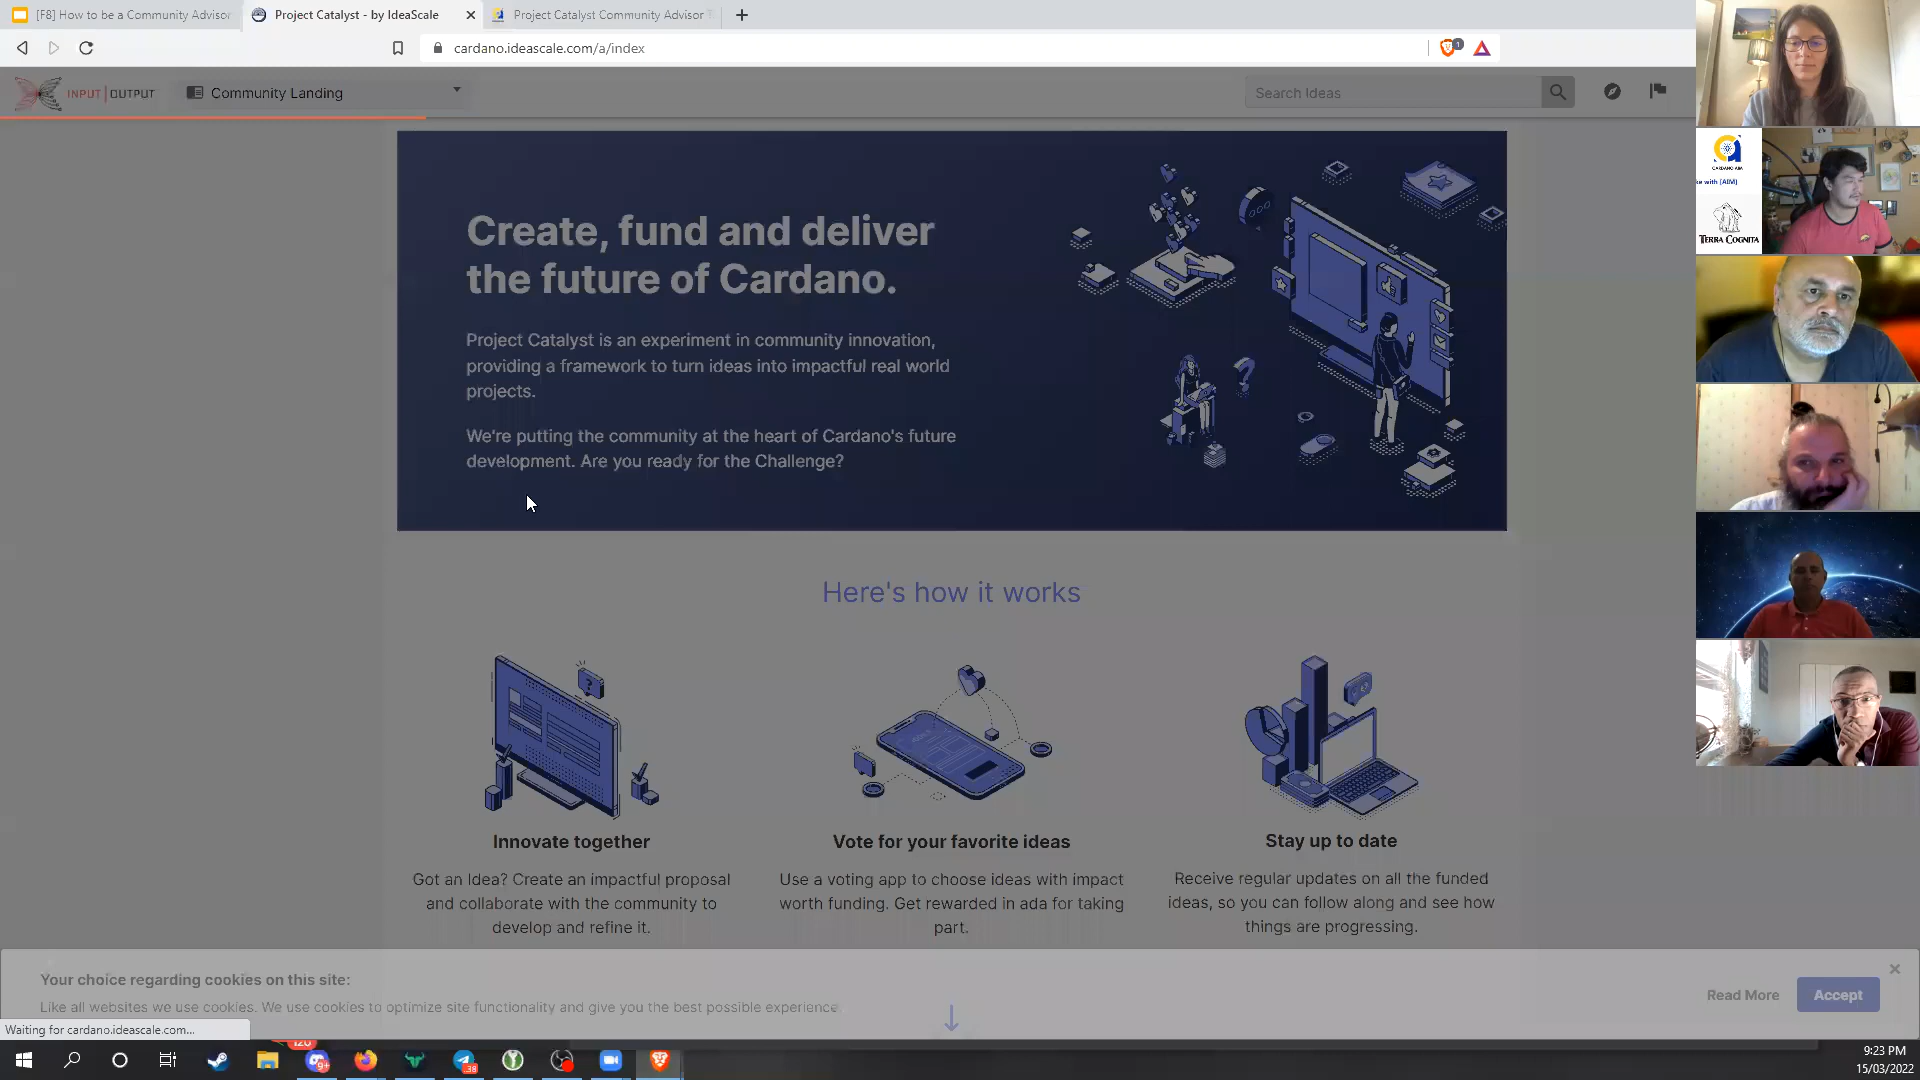 [F8] How to be a Community Advisor
Project Catalyst - by IdeaScale
Project Catalyst Community Advisor
cardano.ideascale.com/a/index
1
INPUT | OUTPUT
Community Landing
Search Ideas
Create, fund and deliver
the future of Cardano.
Project Catalyst is an experiment in community innovation,
providing a framework to turn ideas into impactful real world
projects.
We're putting the community at the heart of Cardano's future
development. Are you ready for the Challenge?
Here's how it works
Innovate together
Got an Idea? Create an impactful proposal
and collaborate with the community to
develop and refine it.
Vote for your favorite ideas
Use a voting app to choose ideas with impact
worth funding. Get rewarded in ada for taking
part.
Stay up to date
Receive regular updates on all the funded
ideas, so you can follow along and see how
things are progressing.
Your choice regarding cookies on this site:
Like all websites we use cookies. We use cookies to optimize site functionality and give you the best possible experience.
Read More
Accept
Waiting for cardano.ideascale.com...
CARDANO AIM
ke with [AIM]
TERRA COGNITA
9+
38
9:23 PM
15/03/2022